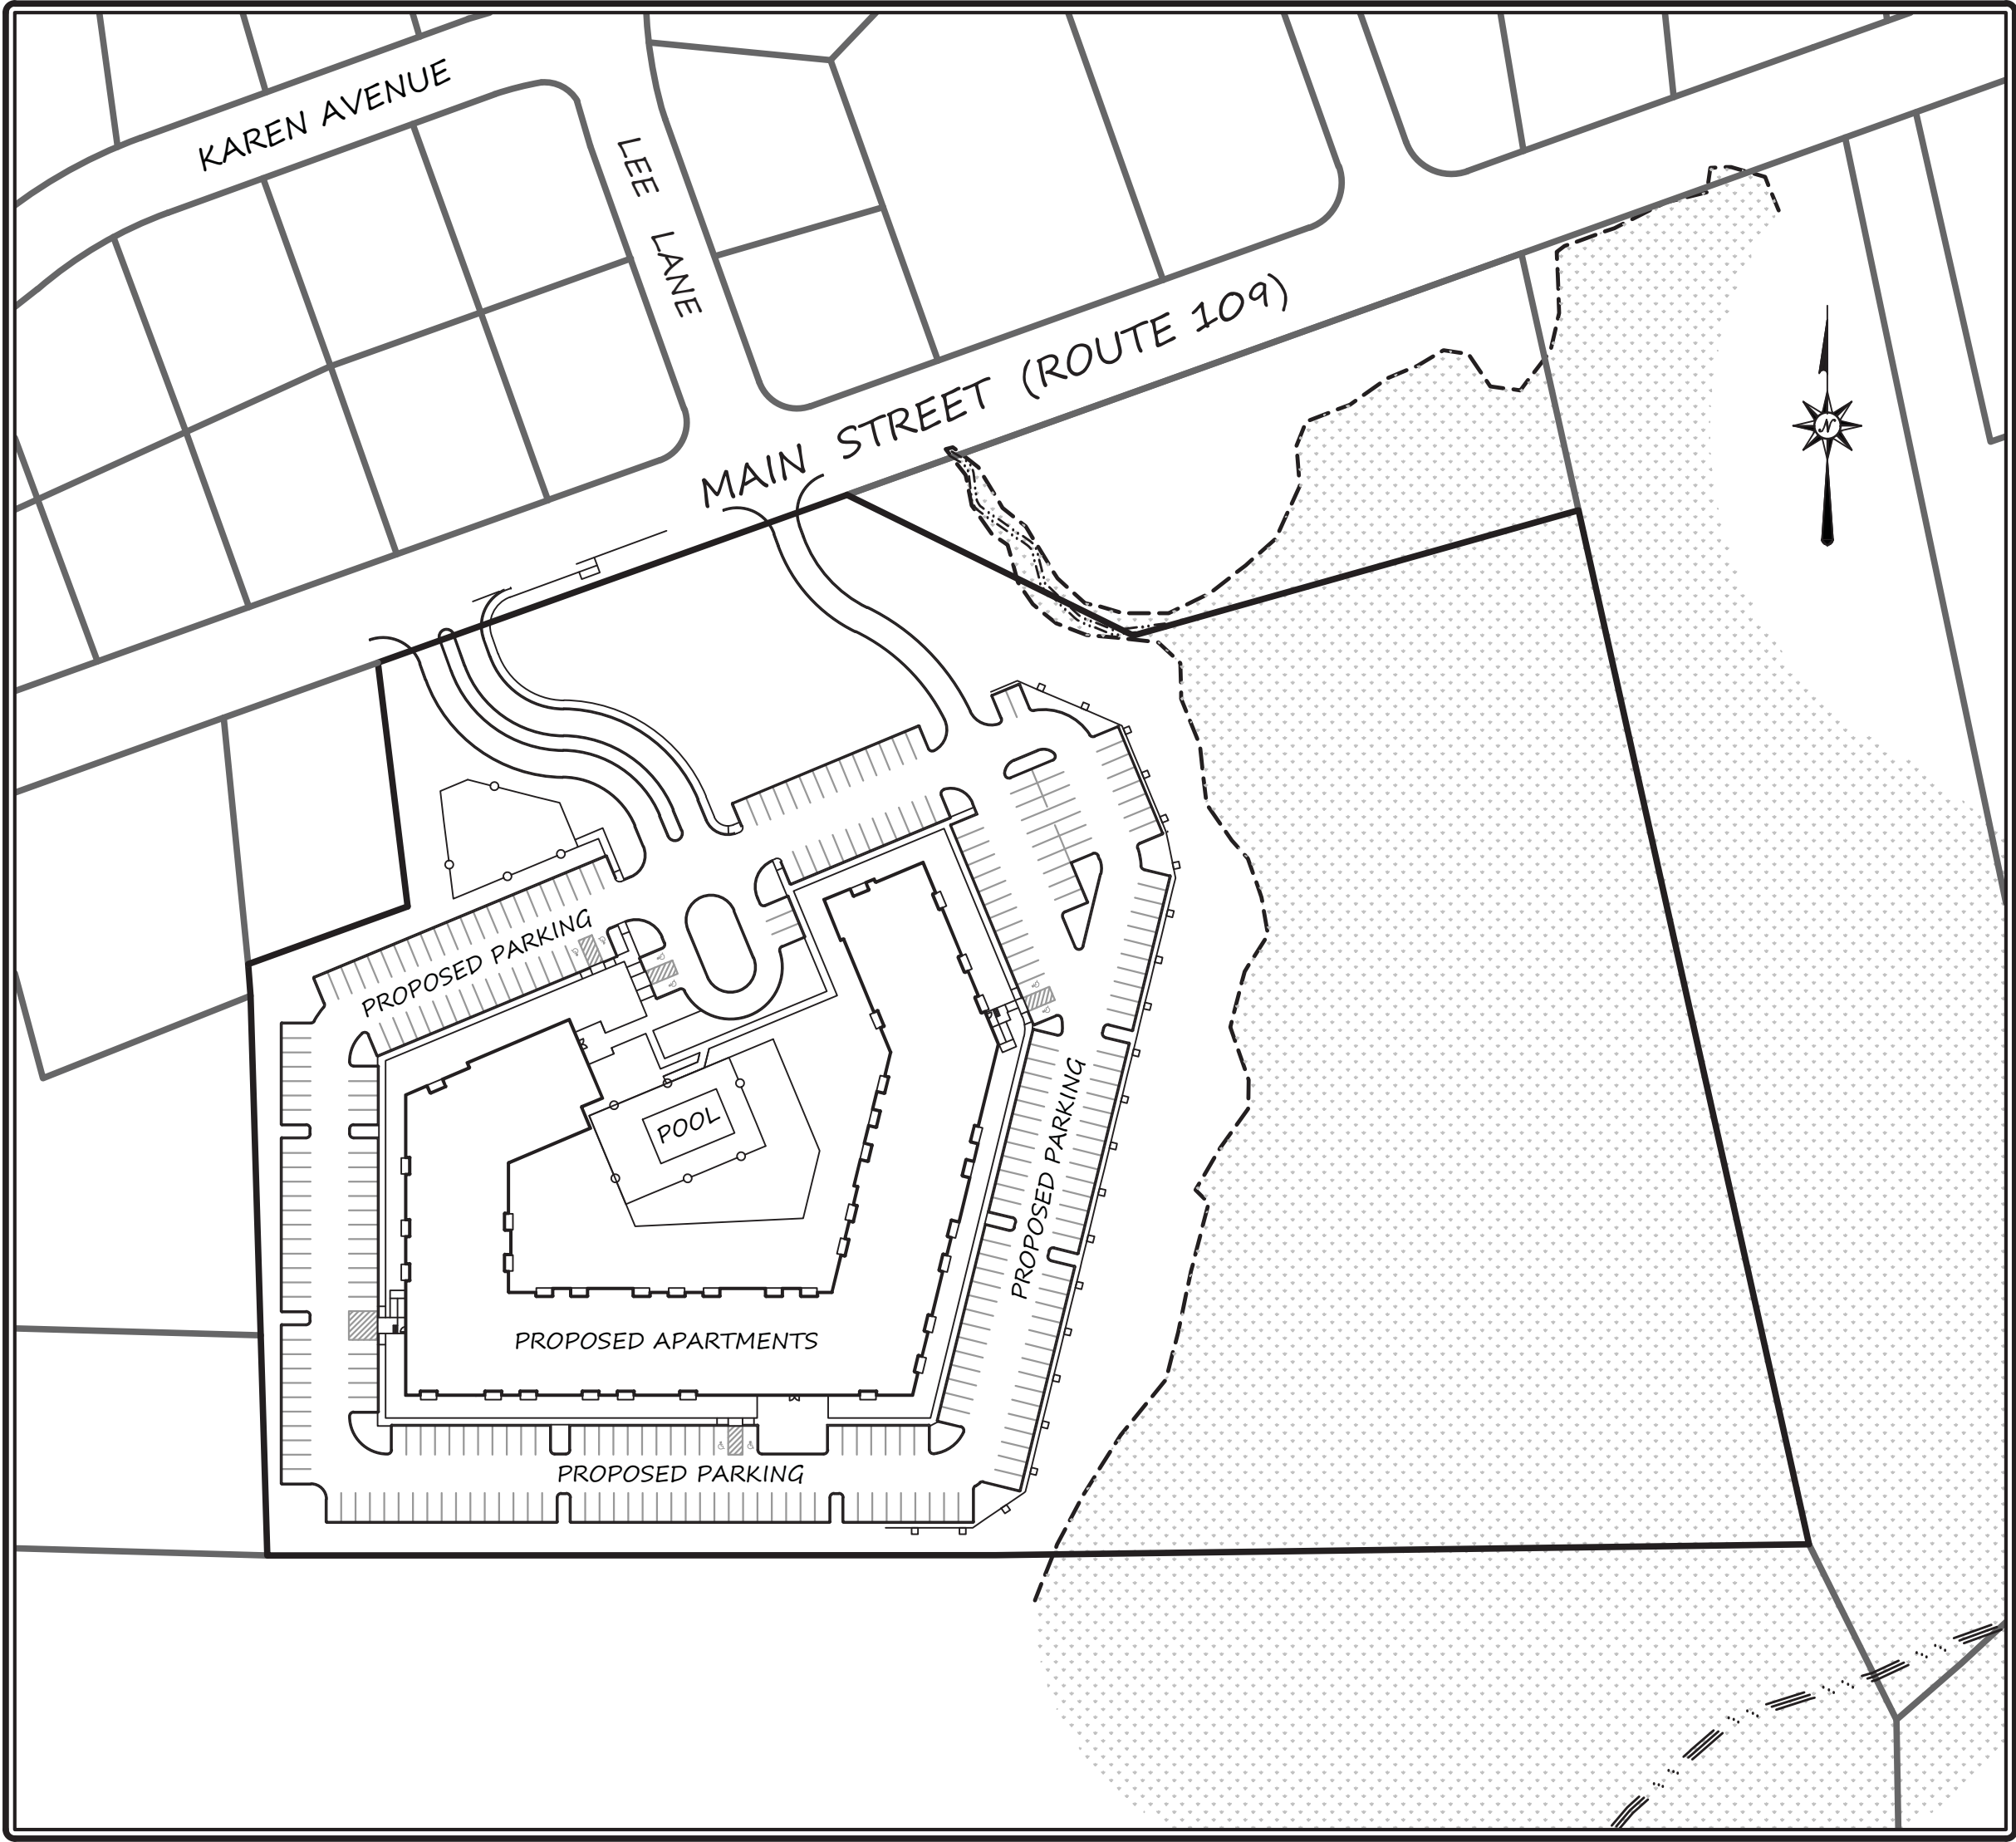 KAREN AVENUE
LEE LANE
MAIN STREET (ROUTE 109)
N
PROPOSED PARKING
POOL
PROPOSED PARKING
PROPOSED APARTMENTS
PROPOSED PARKING